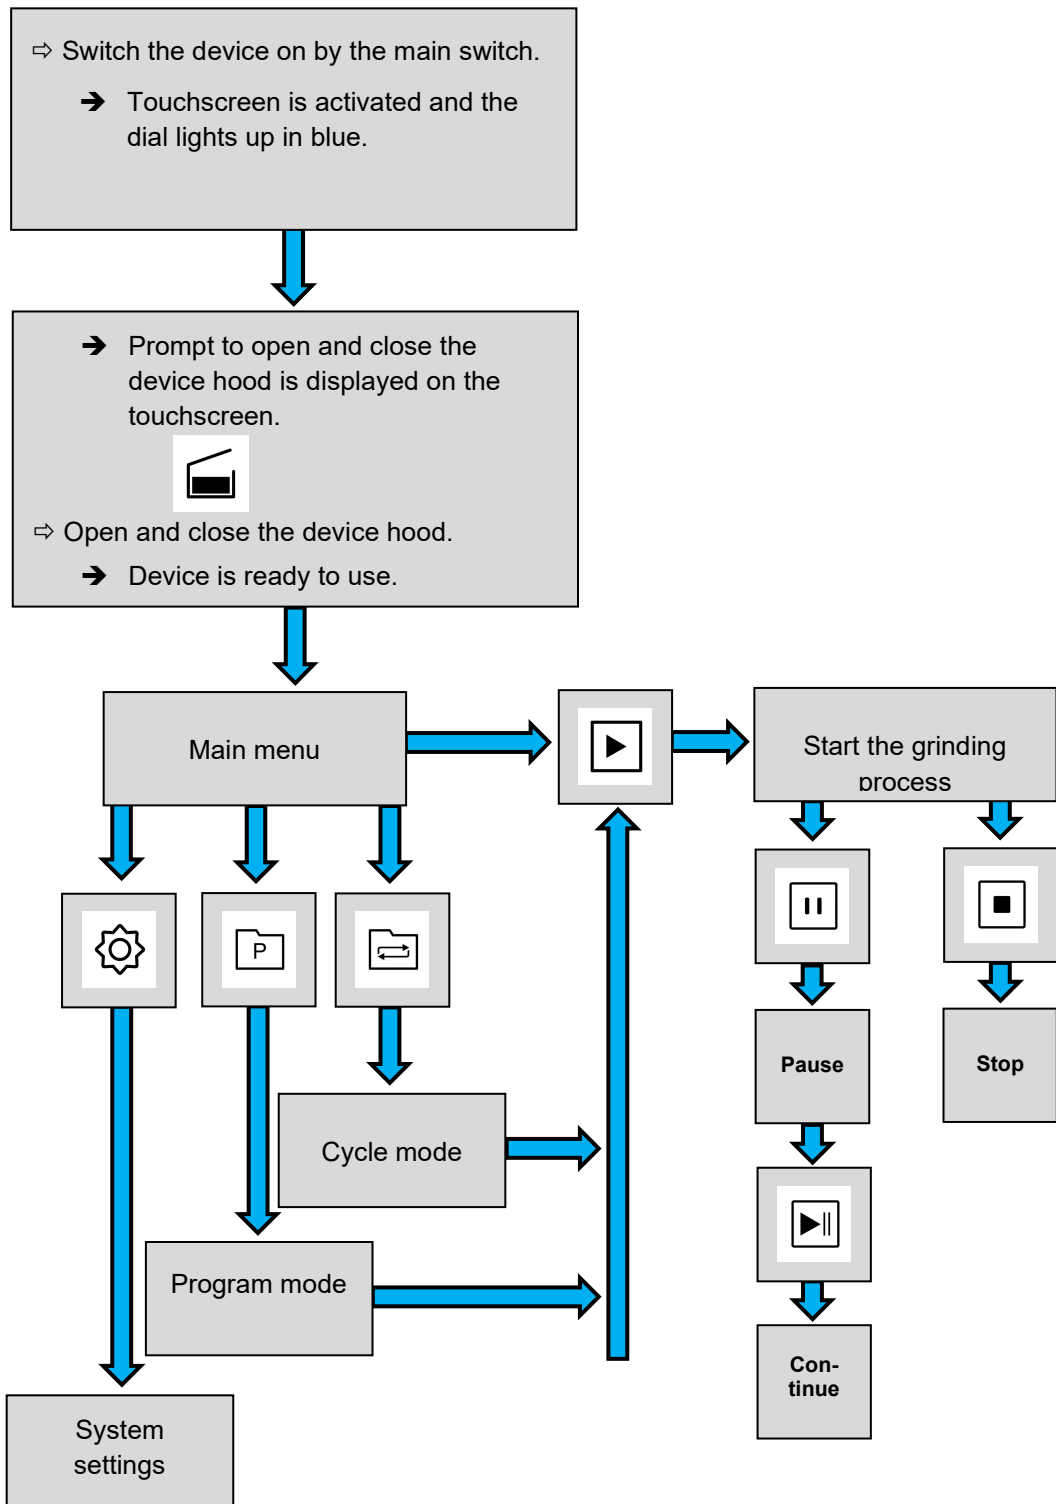 ⇨ Switch the device on by the main switch.
➔ Touchscreen is activated and the
dial lights up in blue.
➔ Prompt to open and close the
device hood is displayed on the
touchscreen.
⇨ Open and close the device hood.
➔ Device is ready to use.
Main menu
Start the grinding
process
P
Pause
Stop
Cycle mode
Program mode
Con-
tinue
System
settings